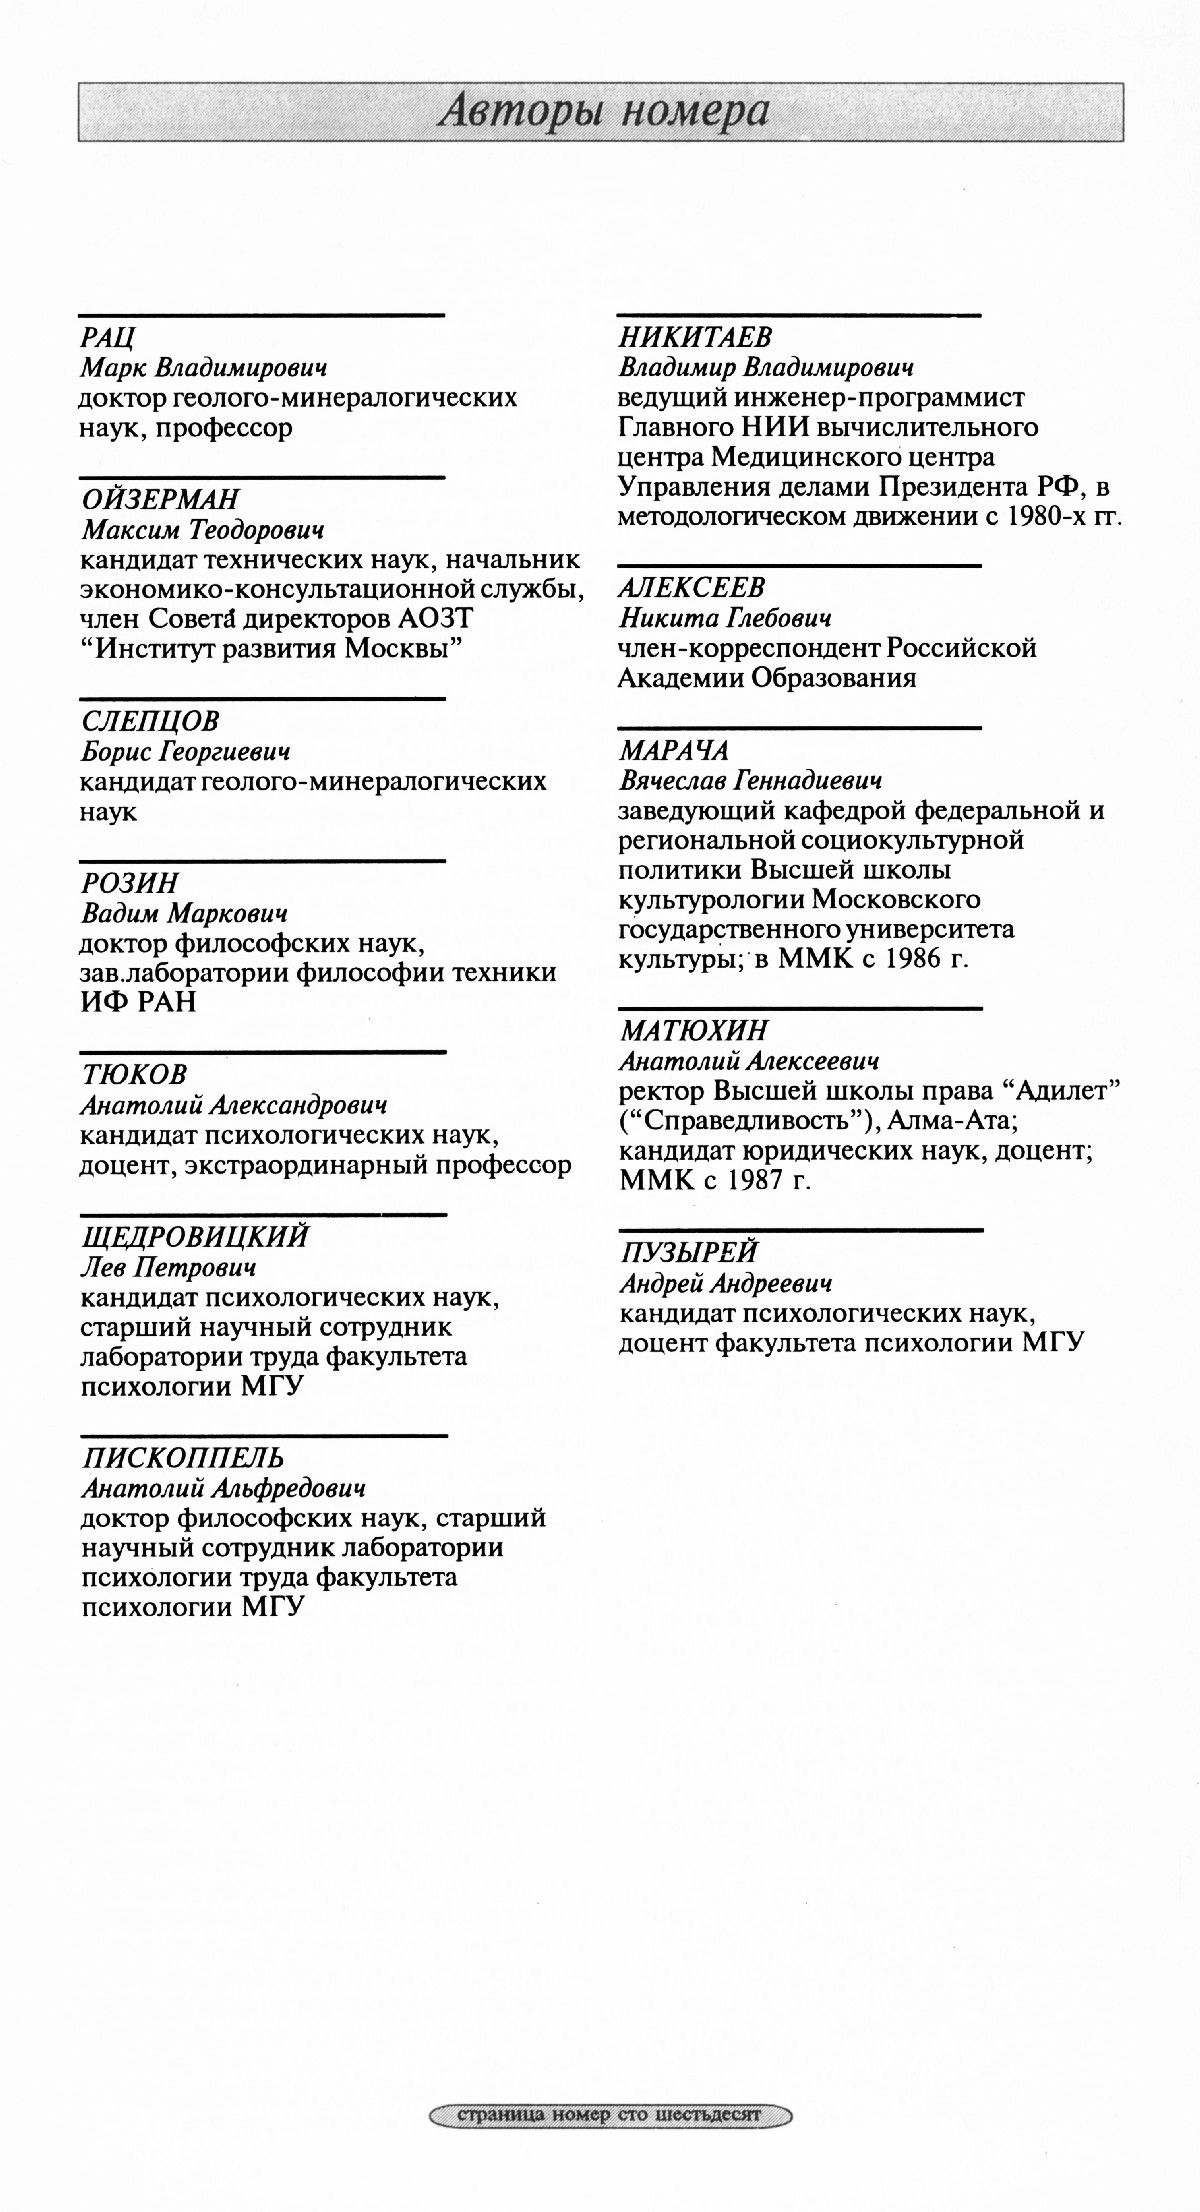 Авторы номера
РАЦ
Марк Владимирович
доктор геолого-минералогических
наук, профессор
ОЙЗЕРМАН
Максим Теодорович
кандидат технических наук, начальник
экономико-консультационной службы,
член Совета директоров АОЗТ
“Институт развития Москвы”
СЛЕПЦОВ
Борис Георгиевич
кандидат геолого-минералогических
наук
РОЗИН
Вадим Маркович
доктор философских наук,
зав.лаборатории философии техники
ИФ РАН
ТЮКОВ
Анатолий Александрович
кандидат психологических наук,
доцент, экстраординарный профессор
ЩЕДРОВИЦКИЙ
Лев Петрович
кандидат психологических наук,
старший научный сотрудник
лаборатории труда факультета
психологии МГУ
ПИСКОППЕЛЬ
Анатолий Альфредович
доктор философских наук, старший
научный сотрудник лаборатории
психологии труда факультета
психологии МГУ
НИКИТАЕВ
Владимир Владимирович
ведущий инженер-программист
Главного НИИ вычислительного
центра Медицинского центра
Управления делами Президента РФ, в
методологическом движении с 1980-х гг.
АЛЕКСЕЕВ
Никита Глебович
член-корреспондент Российской
Академии Образования
МАРАЧА
Вячеслав Геннадиевич
заведующий кафедрой федеральной и
региональной социокультурной
политики Высшей школы
культурологии Московского
государственного университета
культуры; в ММК с 1986 г.
МАТЮХИН
Анатолий Алексеевич
ректор Высшей школы права “Адилет”
(“Справедливость”), Алма-Ата;
кандидат юридических наук, доцент;
ММК с 1987 г.
ПУЗЫРЕЙ
Андрей Андреевич
кандидат психологических наук,
доцент факультета психологии МГУ
страница номер сто шестьдесят